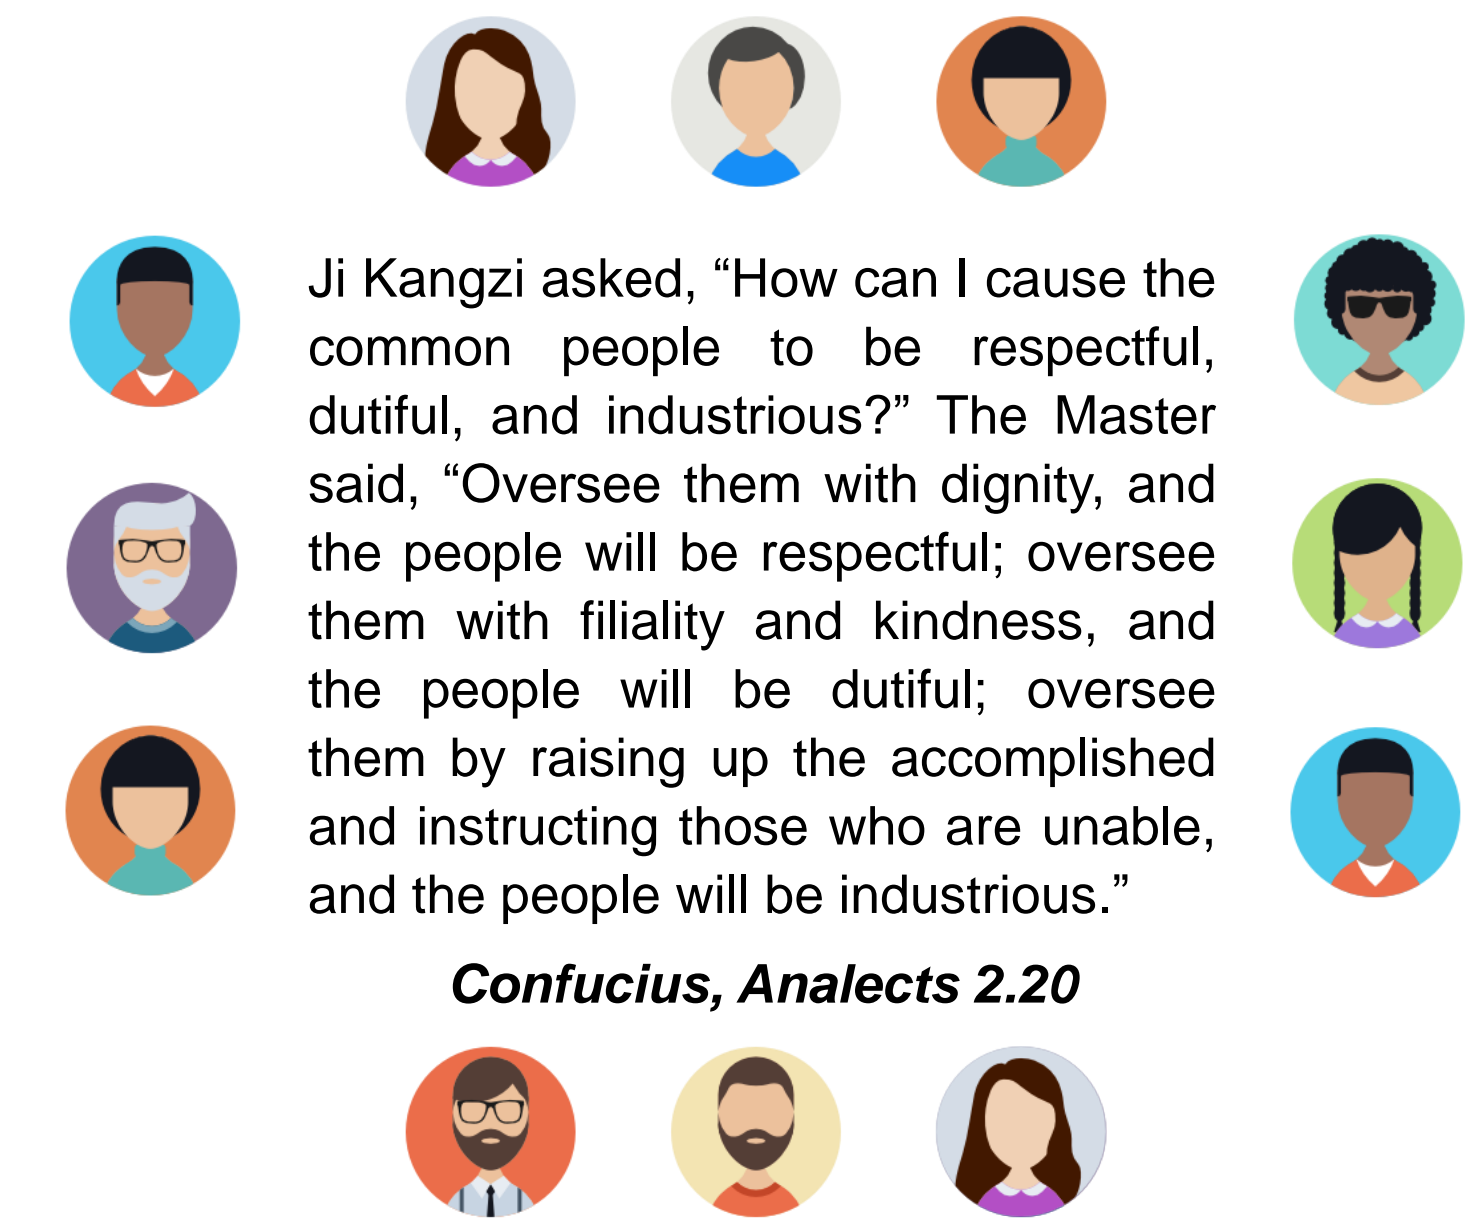 Ji Kangzi asked, “How can I cause the
common people to be respectful,
dutiful, and industrious?” The Master
said, “Oversee them with dignity, and
the people will be respectful; oversee
them with filiality and kindness, and
the people will be dutiful; oversee
them by raising up the accomplished
and instructing those who are unable,
and the people will be industrious.”
Confucius, Analects 2.20